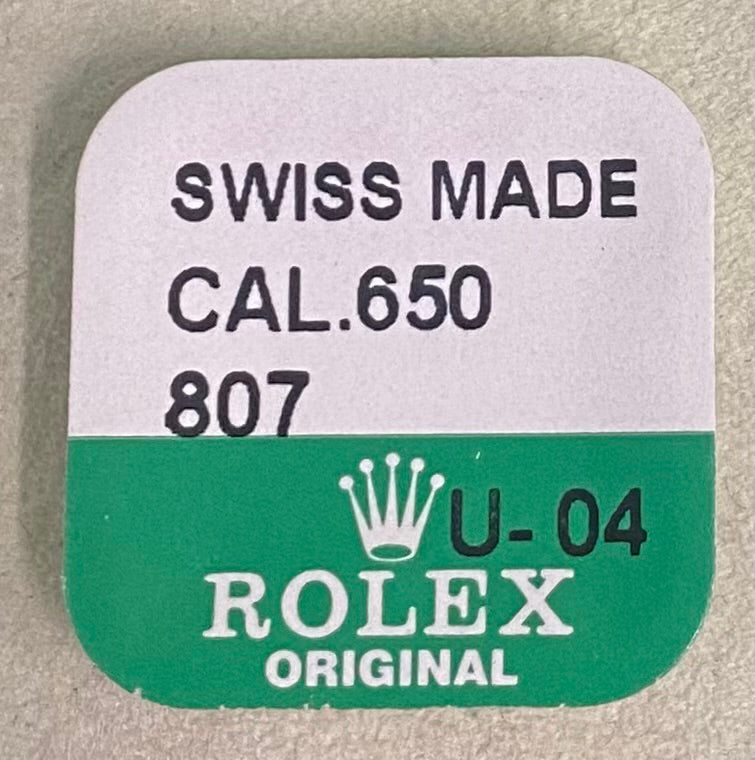 SWISS MADE
CAL.650
807
U-04
ROLEX
ORIGINAL